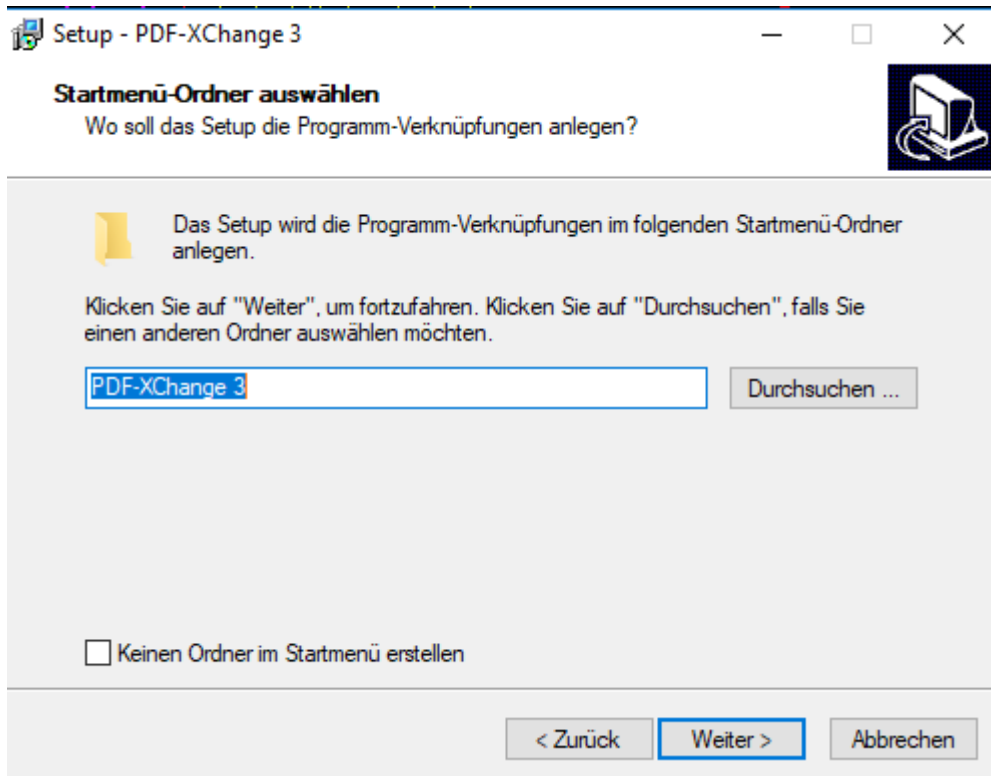 Setup - PDF-XChange 3
Startmenü-Ordner auswählen
Wo soll das Setup die Programm-Verknüpfungen anlegen?
Das Setup wird die Programm-Verknüpfungen im folgenden Startmenü-Ordner
anlegen.
Klicken Sie auf "Weiter", um fortzufahren. Klicken Sie auf "Durchsuchen", falls Sie
einen anderen Ordner auswählen möchten.
PDF-XChange 3
Durchsuchen ...
Keinen Ordner im Startmenü erstellen
< Zurück
Weiter >
Abbrechen